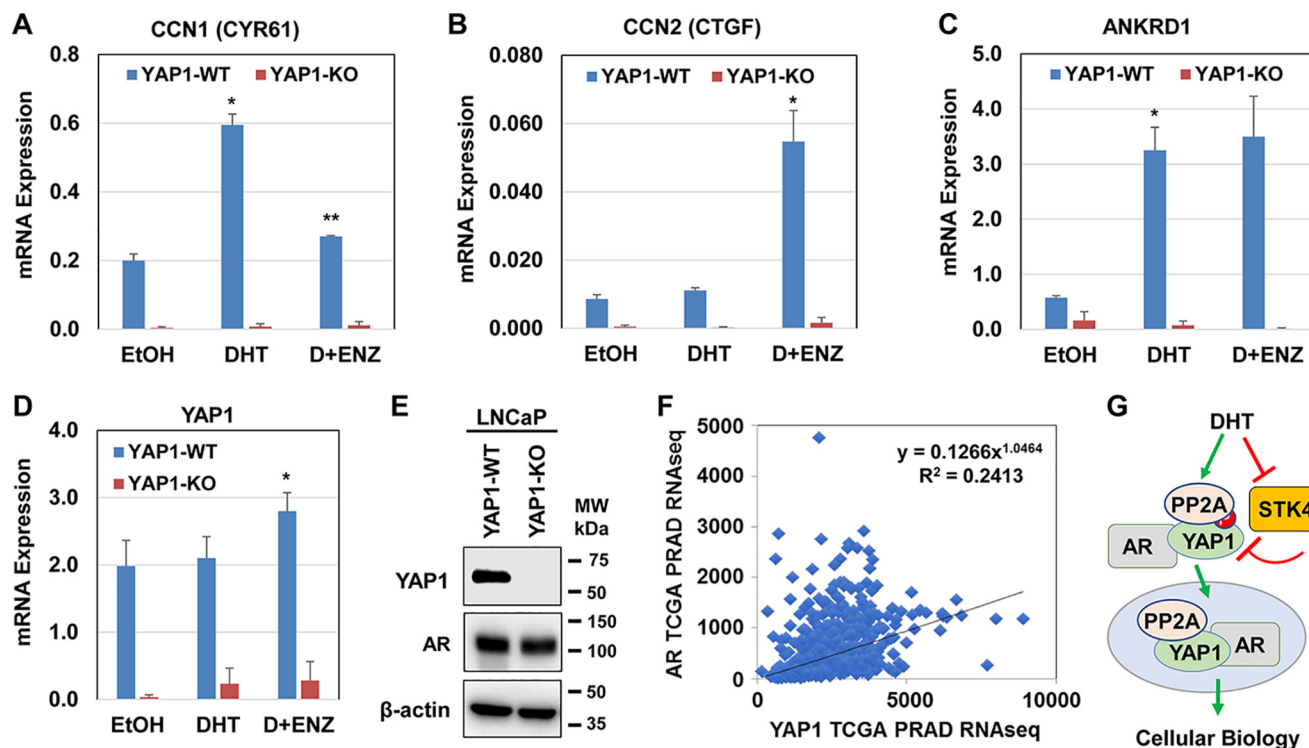 A
CCN1 (CYR61)
mRNA Expression
0.8
0.6
0.4
0.2
0.0
YAP1-WT YAP1-KO
*
**
EtOH DHT D+ENZ
B
CCN2 (CTGF)
mRNA Expression
0.080
0.060
0.040
0.020
0.000
YAP1-WT YAP1-KO
*
EtOH DHT D+ENZ
C
ANKRD1
mRNA Expression
5.0
4.0
3.0
2.0
1.0
0.0
YAP1-WT YAP1-KO
*
EtOH DHT D+ENZ
D
YAP1
mRNA Expression
4.0
3.0
2.0
1.0
0.0
YAP1-WT
YAP1-KO
*
EtOH DHT D+ENZ
E
LNCaP
YAP1-WT
YAP1-KO
MW
kDa
YAP1
75
50
AR
150
100
β-actin
50
35
F
AR TCGA PRAD RNAseq
5000
4000
3000
2000
1000
0
y = 0.1266x1.0464
R2 = 0.2413
0 5000 10000
YAP1 TCGA PRAD RNAseq
G
DHT
PP2A
STK4
AR
YAP1
PP2A
YAP1
AR
Cellular Biology